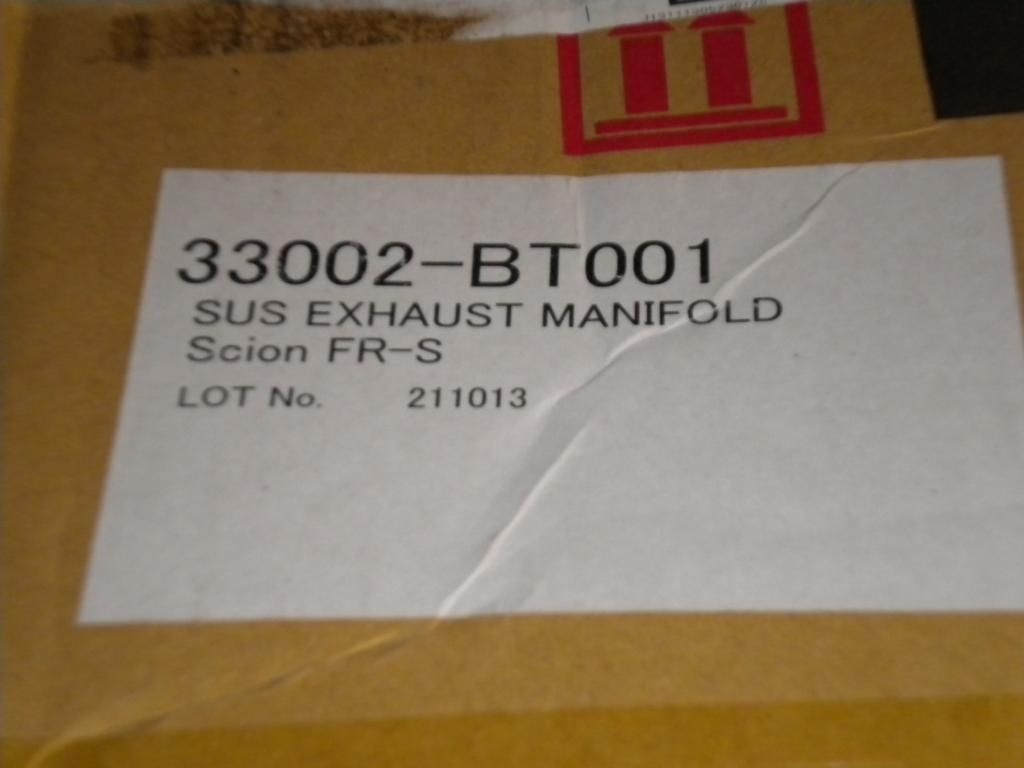 33002-BT001
SUS EXHAUST MANIFOLD
Scion FR-S
LOT No. 211013